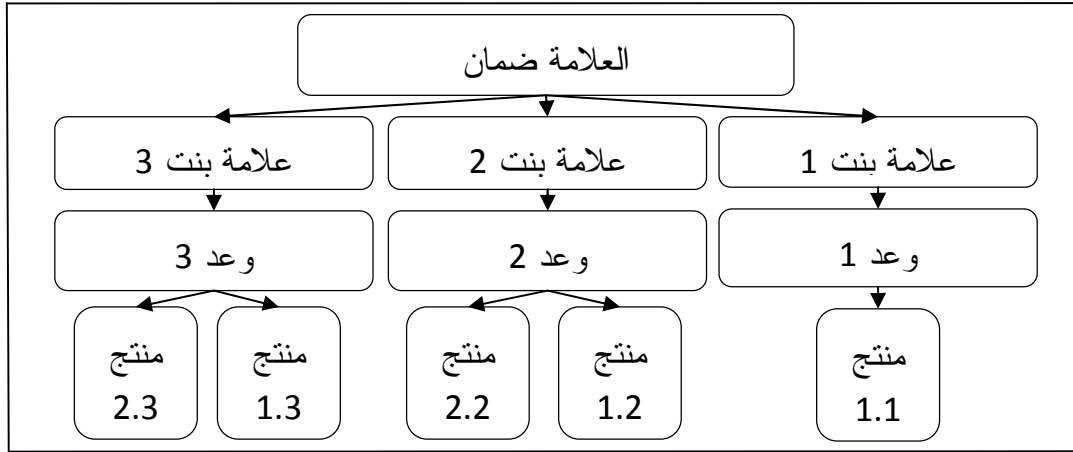 العلامة ضمان
علامة بنت 1
علامة بنت 2
علامة بنت 3
وعد 1
وعد 2
وعد 3
منتج
1.1
منتج
1.2
منتج
2.2
منتج
1.3
منتج
2.3